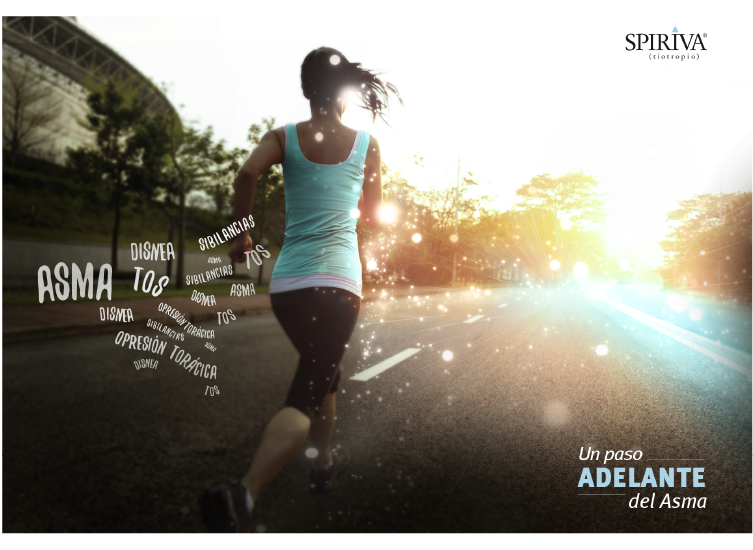 SPIRIVA®
(tiotropio)
SIBILANCIAS
DISNEA
TOS
ASMA
ASMA
TOS
SIBILANCIAS
DISNEA
ASMA
DISNEA
OPRESIÓN TORÁCICA
TOS
SIBILANCIAS
OPRESIÓN TORÁCICA
ASMA
DISNEA
TOS
Un paso
ADELANTE
del Asma